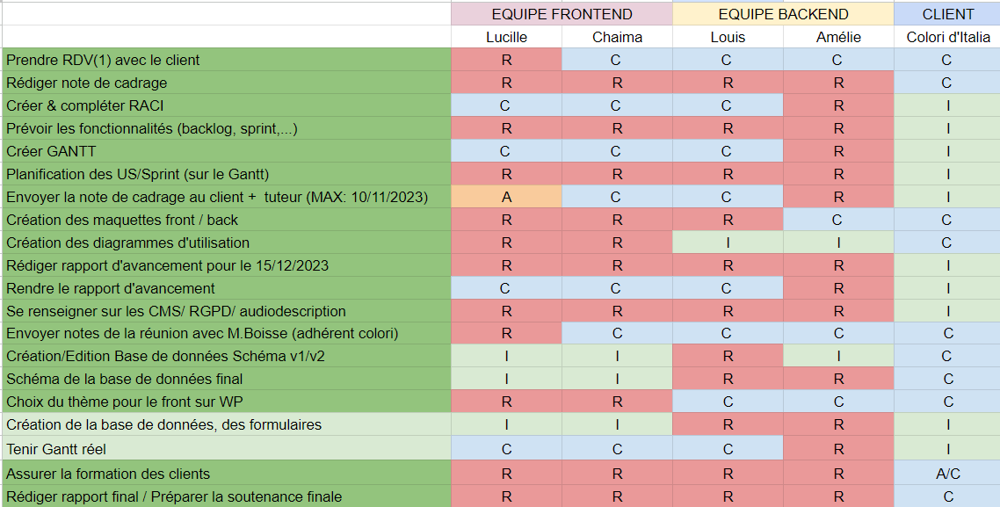 EQUIPE FRONTEND EQUIPE BACKEND CLIENT
Lucille Chaima Louis Amélie Colori d'Italia
Prendre RDV(1) avec le client R C C C C
Rédiger note de cadrage R R R R C
Créer & compléter RACI C C C R I
Prévoir les fonctionnalités (backlog, sprint,...) R R R R I
Créer GANTT C C C R I
Planification des US/Sprint (sur le Gantt) R R R R I
Envoyer la note de cadrage au client + tuteur (MAX: 10/11/2023) A C C R I
Création des maquettes front / back R R R C C
Création des diagrammes d'utilisation R R I I C
Rédiger rapport d'avancement pour le 15/12/2023 R R R R I
Rendre le rapport d'avancement C C C R I
Se renseigner sur les CMS/ RGPD/ audiodescription R R R R I
Envoyer notes de la réunion avec M.Boisse (adhérent colori) R C C C C
Création/Edition Base de données Schéma v1/v2 I I R I C
Schéma de la base de données final I I R R C
Choix du thème pour le front sur WP R R C C C
Création de la base de données, des formulaires I I R R I
Tenir Gantt réel C C C R I
Assurer la formation des clients R R R R A/C
Rédiger rapport final / Préparer la soutenance finale R R R R C